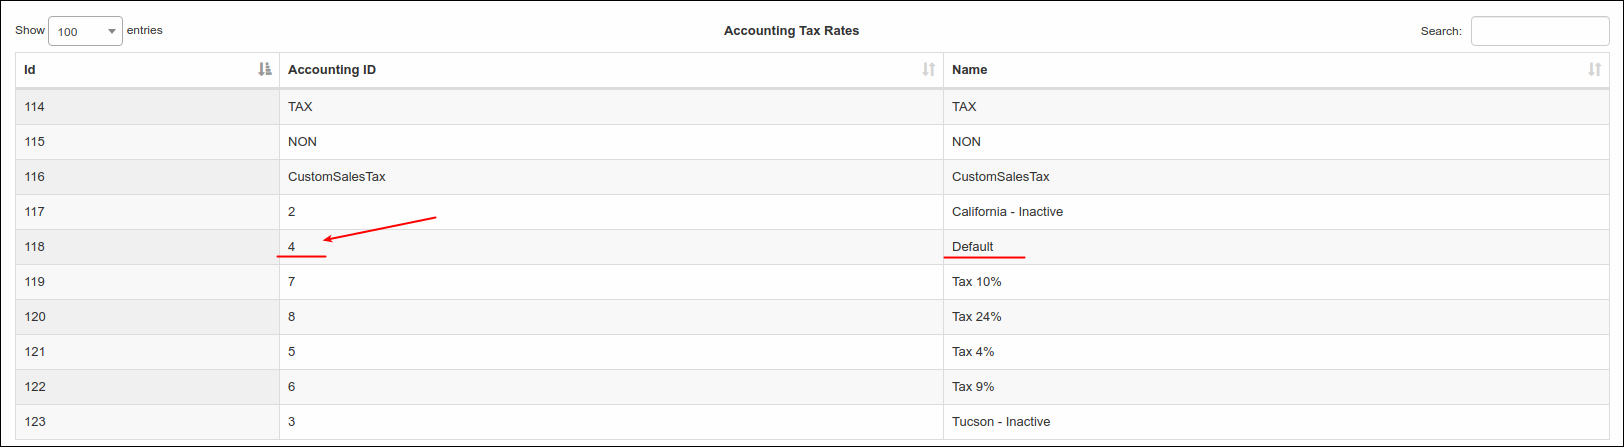 Show 100 entries Accounting Tax Rates Search:
Id Accounting ID Name
114 TAX TAX
115 NON NON
116 CustomSalesTax CustomSalesTax
117 2 California - Inactive
118 4 Default
119 7 Tax 10%
120 8 Tax 24%
121 5 Tax 4%
122 6 Tax 9%
123 3 Tucson - Inactive